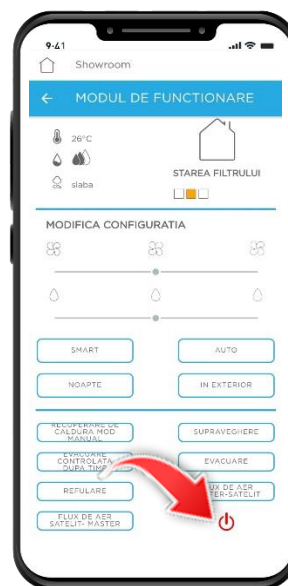 9:41
Showroom
MODUL DE FUNCTIONARE
26°C
slaba
STAREA FILTRULUI
MODIFICA CONFIGURATIA
SMART
AUTO
NOAPTE
IN EXTERIOR
RECUPERARE DE
CALDURA MOD
MANUAL
SUPRAVEGHERE
EVACUARE
CONTROLATA
DUPA TIMP
EVACUARE
REFULARE
UX DE AER
TER-SATELIT
FLUX DE AER
SATELIT- MASTER